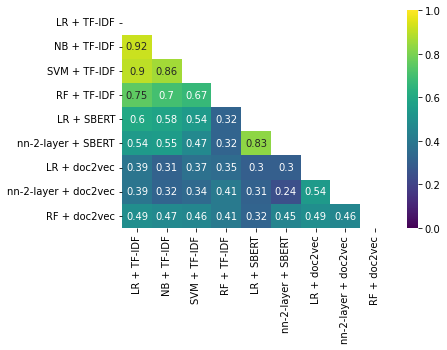 LR + TF-IDF
NB + TF-IDF 0.92
SVM + TF-IDF 0.9 0.86
RF + TF-IDF 0.75 0.7 0.67
LR + SBERT 0.6 0.58 0.54 0.32
nn-2-layer + SBERT 0.54 0.55 0.47 0.32 0.83
LR + doc2vec 0.39 0.31 0.37 0.35 0.3 0.3
nn-2-layer + doc2vec 0.39 0.32 0.34 0.41 0.31 0.24 0.54
RF + doc2vec 0.49 0.47 0.46 0.41 0.32 0.45 0.49 0.46
LR + TF-IDF
NB + TF-IDF
SVM + TF-IDF
RF + TF-IDF
LR + SBERT
nn-2-layer + SBERT
LR + doc2vec
nn-2-layer + doc2vec
RF + doc2vec
1.0
0.8
0.6
0.4
0.2
0.0